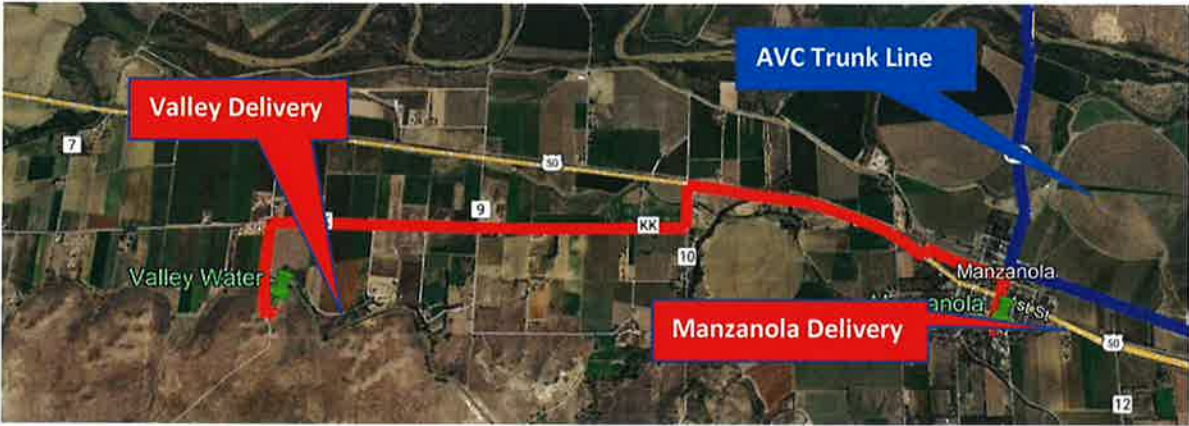 AVC Trunk Line
Valley Delivery
7
50
9
KK
10
Valley Water
Manzanola
anola
1st St
Manzanola Delivery
50
12